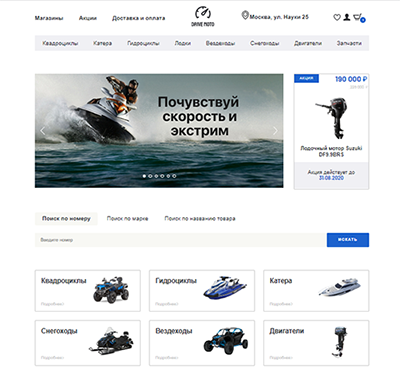 Магазины
Акции
Доставка и оплата
DRIVE MOTO
Москва, ул. Науки 25
Квадроциклы
Катера
Гидроциклы
Лодки
Вездеходы
Снегоходы
Двигатели
Запчасти
Почувствуй
скорость и
экстрим
АКЦИЯ
190 000 ₽
Лодочный мотор Suzuki
DF9.9BRS
Акция действует до
31.08.2020
Поиск по номеру
Поиск по марке
Поиск по название товара
Введите номер
ИСКАТЬ
Квадроциклы
Подробнее
Гидроциклы
Подробнее
Катера
Подробнее
Снегоходы
Подробнее
Вездеходы
Подробнее
Двигатели
Подробнее